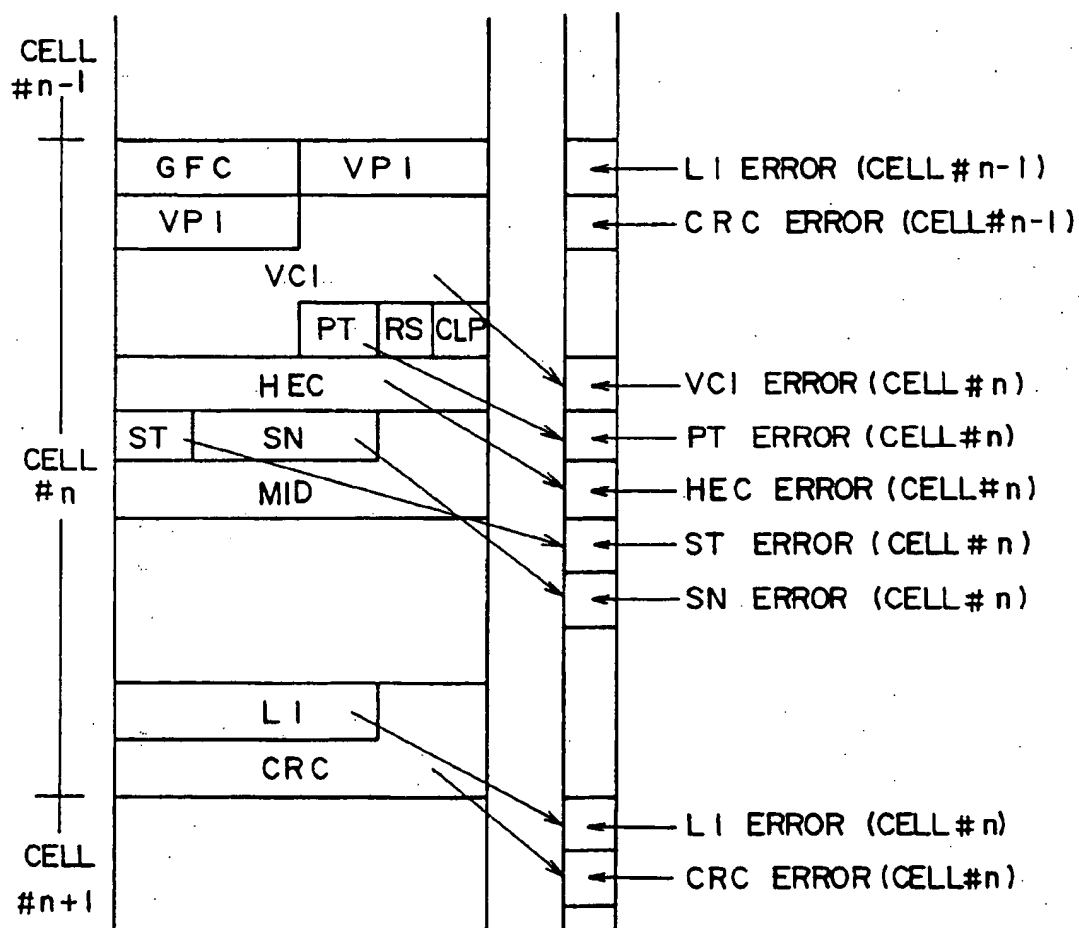 CELL
#n-1
GFC VPI
LI ERROR (CELL#n-1)
VPI
CRC ERROR (CELL#n-1)
VCI
PT RS CLP
HEC
VCI ERROR (CELL#n)
ST SN
PT ERROR (CELL#n)
CELL
#n
MID
HEC ERROR (CELL#n)
ST ERROR (CELL#n)
SN ERROR (CELL#n)
LI
CRC
LI ERROR (CELL#n)
CELL
#n+1
CRC ERROR (CELL#n)